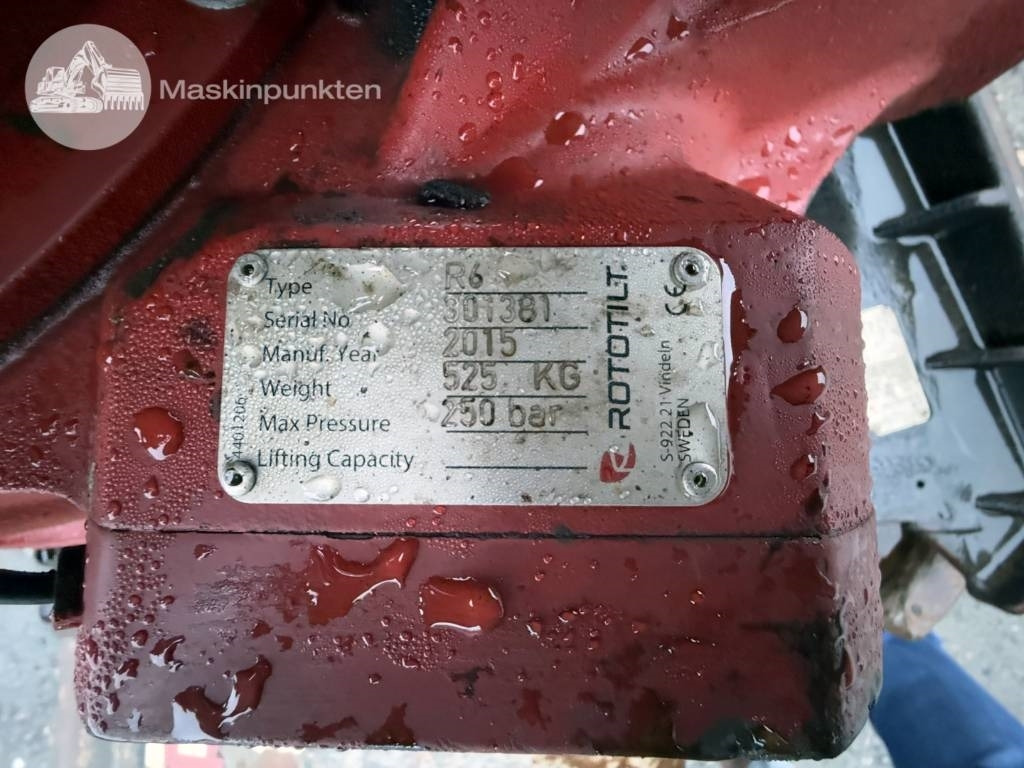 Maskinpunkten
Type R6
Serial No 301381
Manuf. Year 2015
Weight 525 KG
Max Pressure 250 bar
Lifting Capacity
ROTOTILT
S-922 21 Vindeln
SWEDEN
CE